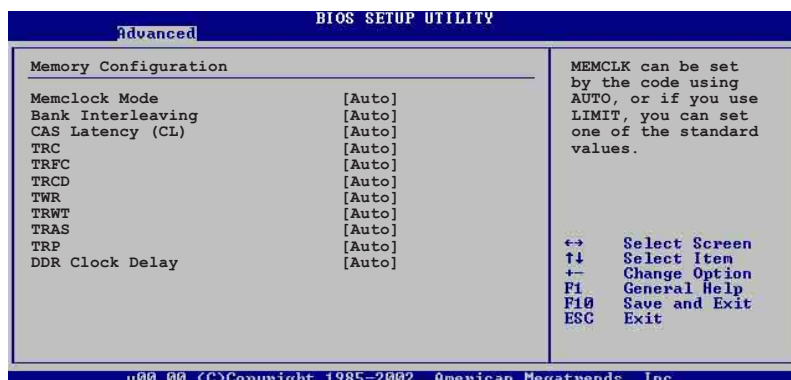 BIOS SETUP UTILITY
Advanced
Memory Configuration
Memclock Mode [Auto]
Bank Interleaving [Auto]
CAS Latency (CL) [Auto]
TRC [Auto]
TRFC [Auto]
TRCD [Auto]
TWR [Auto]
TRWT [Auto]
TRAS [Auto]
TRP [Auto]
DDR Clock Delay [Auto]
MEMCLK can be set
by the code using
AUTO, or if you use
LIMIT, you can set
one of the standard
values.
↔ Select Screen
↑↓ Select Item
+- Change Option
F1 General Help
F10 Save and Exit
ESC Exit
v00.00 (C)Copyright 1985-2002, American Megatrends, Inc